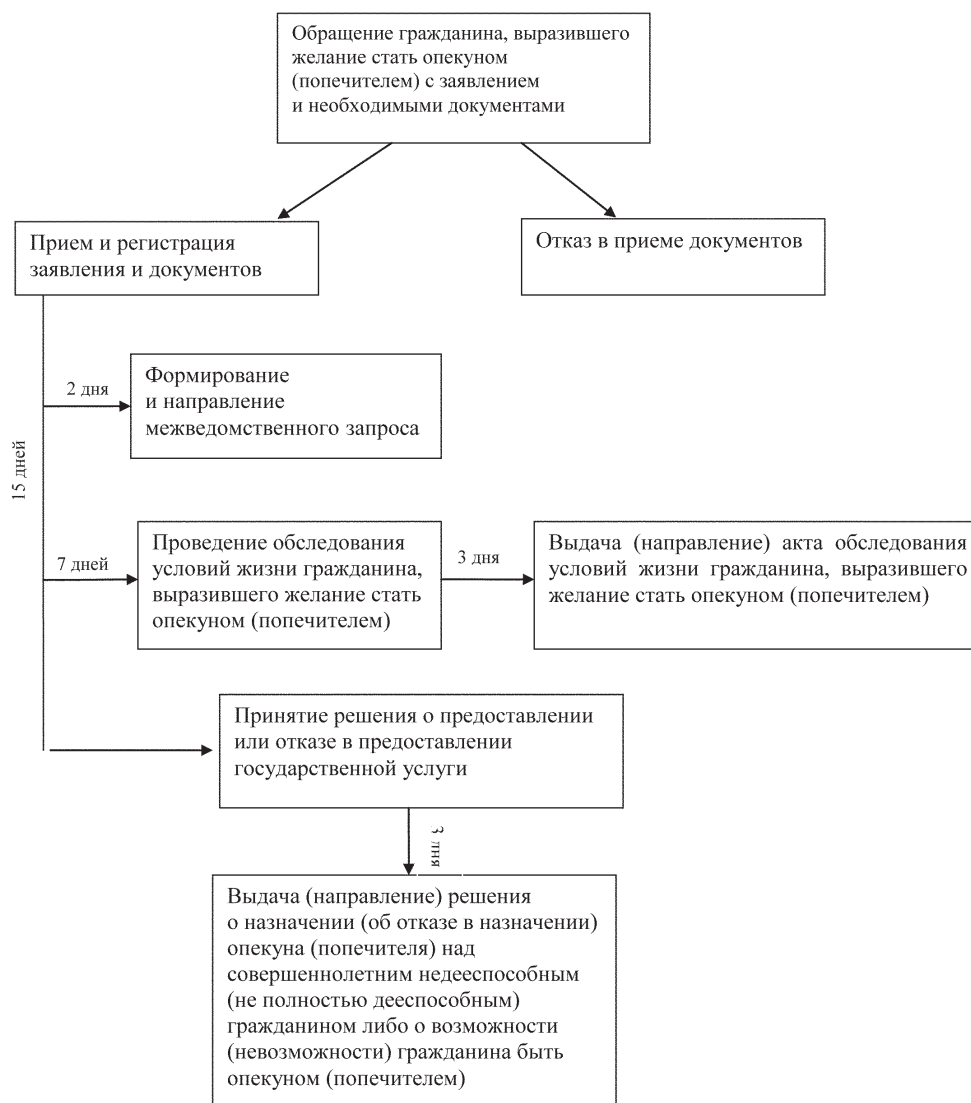 Обращение гражданина, выразившего
желание стать опекуном
(попечителем) с заявлением
и необходимыми документами
Прием и регистрация
заявления и документов
Отказ в приеме документов
2 дня
Формирование
и направление
межведомственного запроса
15 дней
7 дней
Проведение обследования
условий жизни гражданина,
выразившего желание стать
опекуном (попечителем)
3 дня
Выдача (направление) акта обследования
условий жизни гражданина, выразившего
желание стать опекуном (попечителем)
Принятие решения о предоставлении
или отказе в предоставлении
государственной услуги
3 дня
Выдача (направление) решения
о назначении (об отказе в назначении)
опекуна (попечителя) над
совершеннолетним недееспособным
(не полностью дееспособным)
гражданином либо о возможности
(невозможности) гражданина быть
опекуном (попечителем)